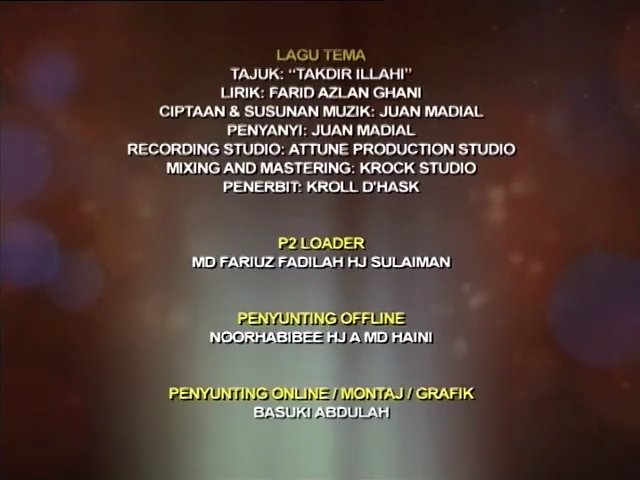 LAGU TEMA
TAJUK: “TAKDIR ILLAHI”
LIRIK: FARID AZLAN GHANI
CIPTAAN & SUSUNAN MUZIK: JUAN MADIAL
PENYANYI: JUAN MADIAL
RECORDING STUDIO: ATTUNE PRODUCTION STUDIO
MIXING AND MASTERING: KROCK STUDIO
PENERBIT: KROLL D'HASK
P2 LOADER
MD FARIUZ FADILAH HJ SULAIMAN
PENYUNTING OFFLINE
NOORHABIBEE HJ A MD HAINI
PENYUNTING ONLINE / MONTAJ / GRAFIK
BASUKI ABDULAH